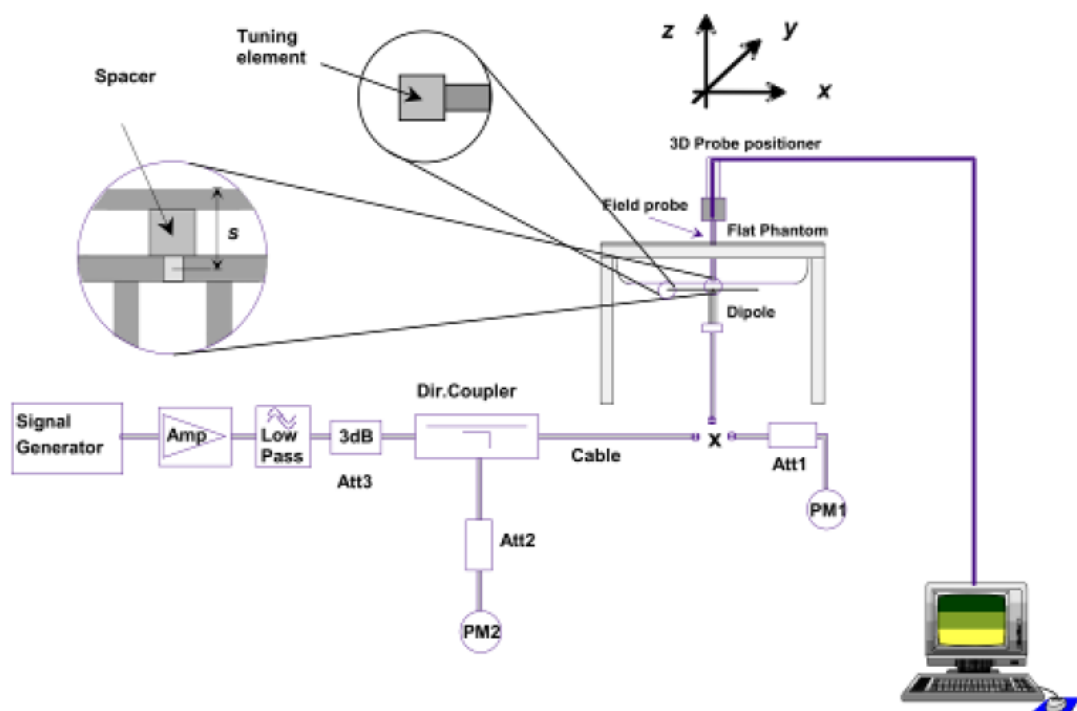 Tuning
element
Spacer
z
y
x
3D Probe positioner
Field probe
Flat Phantom
s
Dipole
Dir.Coupler
Signal
Generator
Amp
Low
Pass
3dB
Att3
Cable
x
Att1
PM1
Att2
PM2